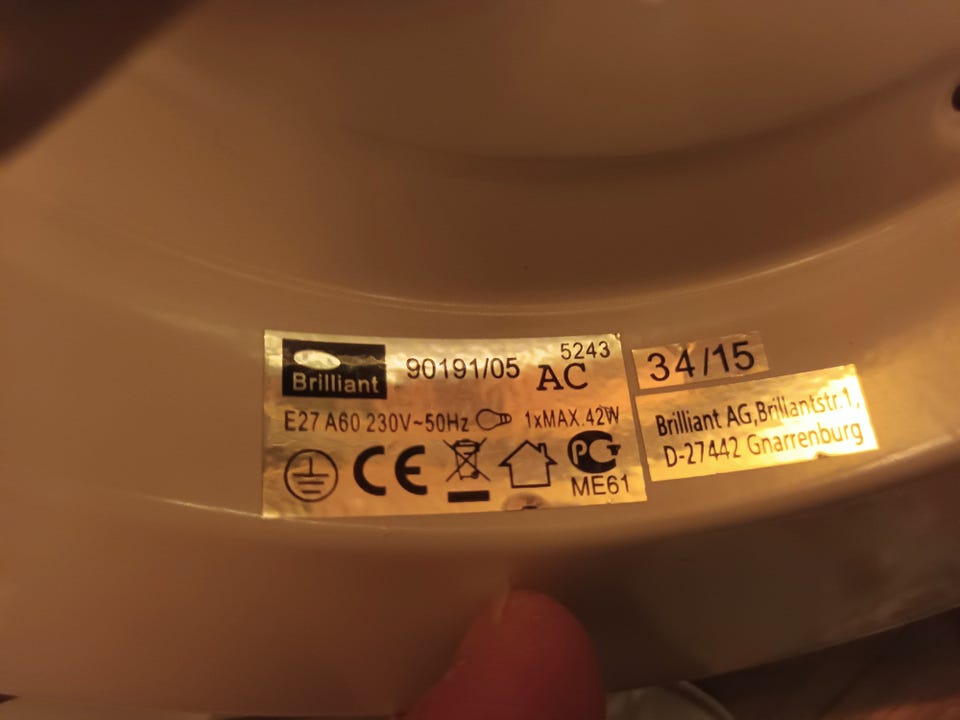 Brilliant
90191/05
5243
AC
E27 A60 230V~50Hz 1xMAX.42W
CE
ME61
34/15
Brilliant AG,Brillantstr.1,
D-27442 Gnarrenburg